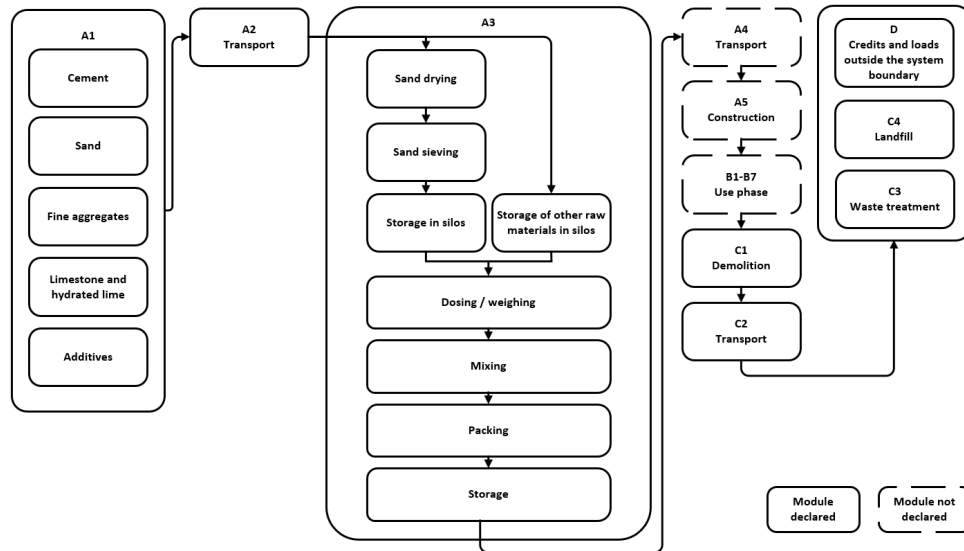 A1
Cement
Sand
Fine aggregates
Limestone and
hydrated lime
Additives
A2
Transport
A3
Sand drying
Sand sieving
Storage in silos
Storage of other raw
materials in silos
Dosing / weighing
Mixing
Packing
Storage
A4
Transport
A5
Construction
B1-B7
Use phase
C1
Demolition
C2
Transport
D
Credits and loads
outside the system
boundary
C4
Landfill
C3
Waste treatment
Module
declared
Module not
declared